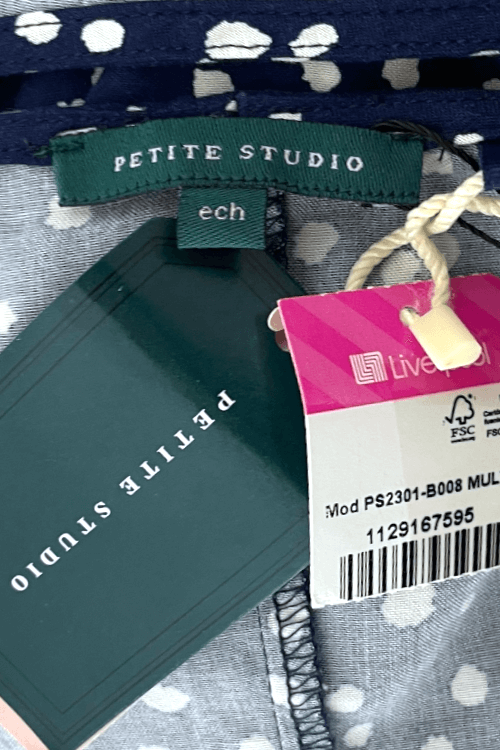 PETITE STUDIO
ech
Liverpool
FSC
Mod PS2301-B008 MUL
1129167595
PETITE STUDIO